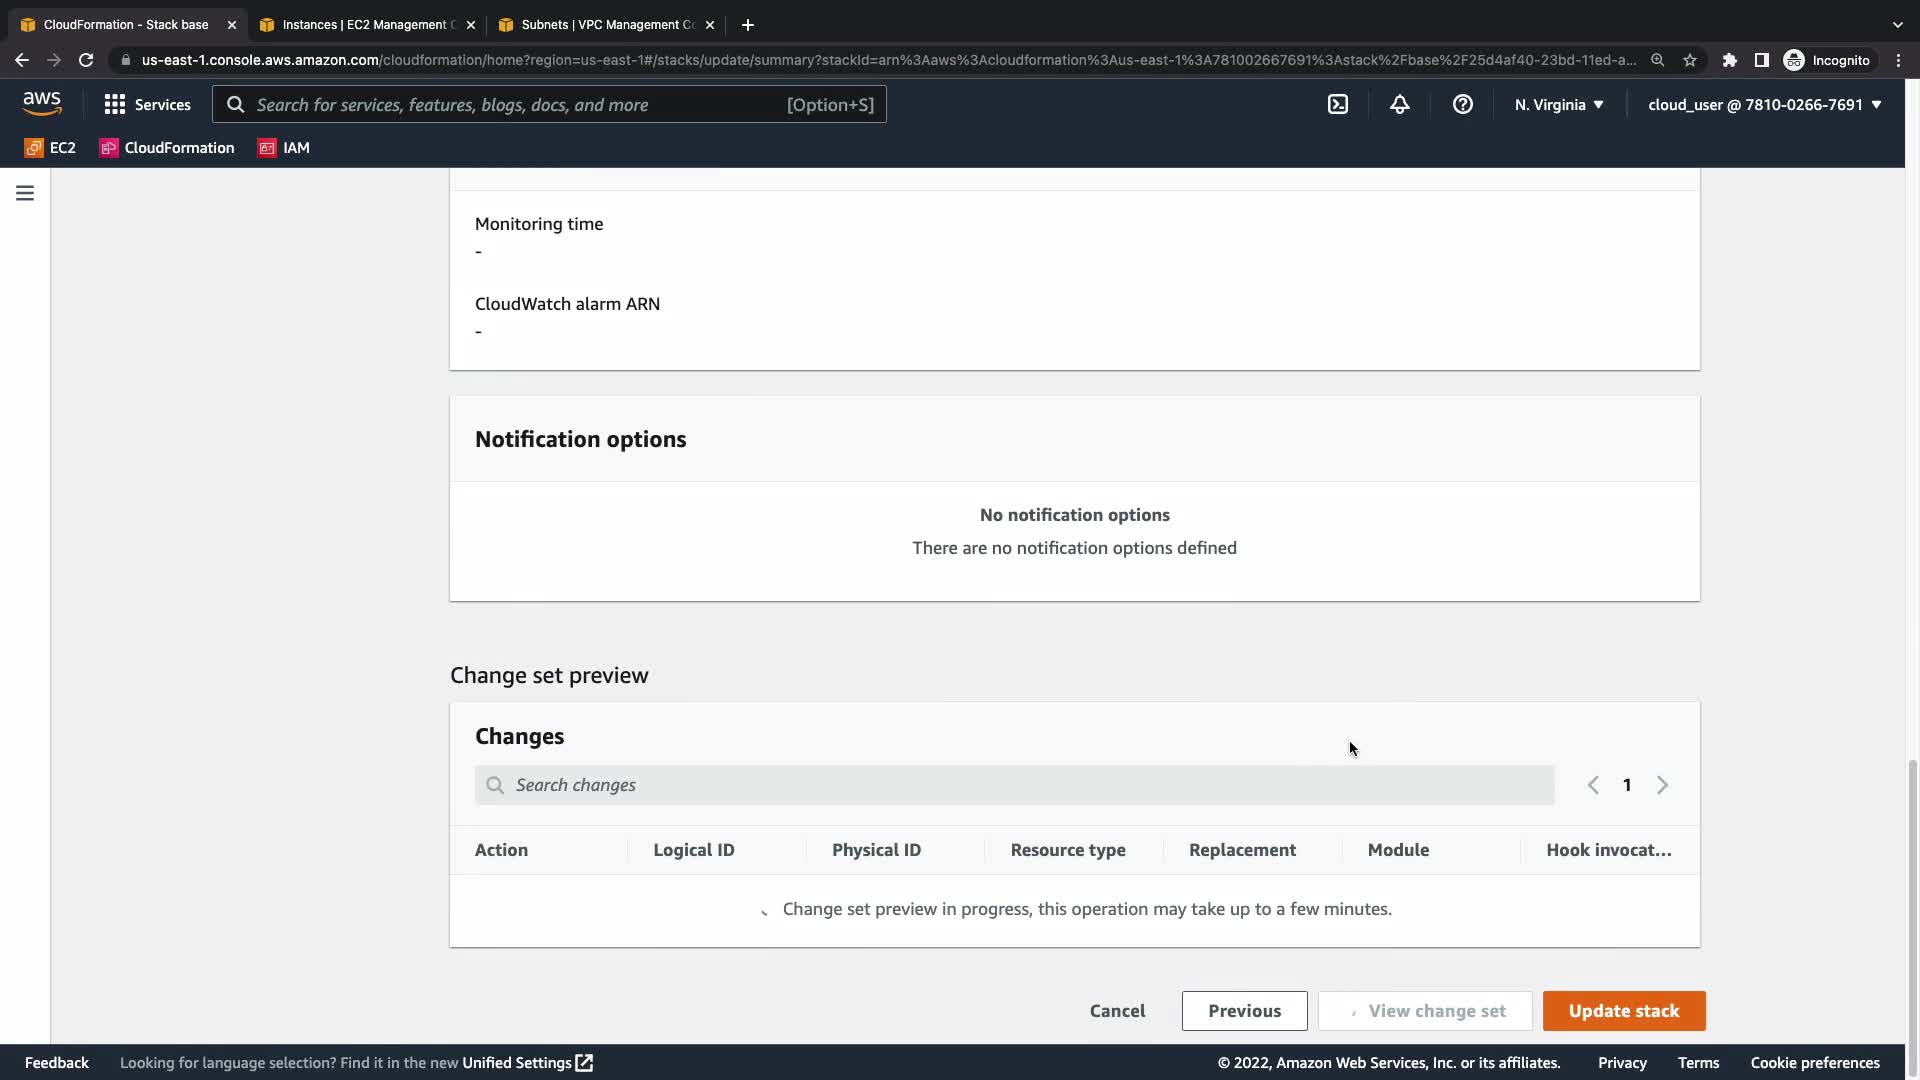 CloudFormation - Stack base
Instances | EC2 Management C
Subnets | VPC Management Co
us-east-1.console.aws.amazon.com/cloudformation/home?region=us-east-1#/stacks/update/summary?stackId=arn%3Aaws%3Acloudformation%3Aus-east-1%3A781002667691%3Astack%2Fbase%2F25d4af40-23bd-11ed-a...
Incognito
aws
Services
Search for services, features, blogs, docs, and more
[Option+S]
N. Virginia
cloud_user @ 7810-0266-7691
EC2
CloudFormation
IAM
Monitoring time
-
CloudWatch alarm ARN
-
Notification options
No notification options
There are no notification options defined
Change set preview
Changes
Search changes
1
Action Logical ID Physical ID Resource type Replacement Module Hook invocat...
Change set preview in progress, this operation may take up to a few minutes.
Cancel
Previous
View change set
Update stack
Feedback
Looking for language selection? Find it in the new Unified Settings
© 2022, Amazon Web Services, Inc. or its affiliates.
Privacy
Terms
Cookie preferences